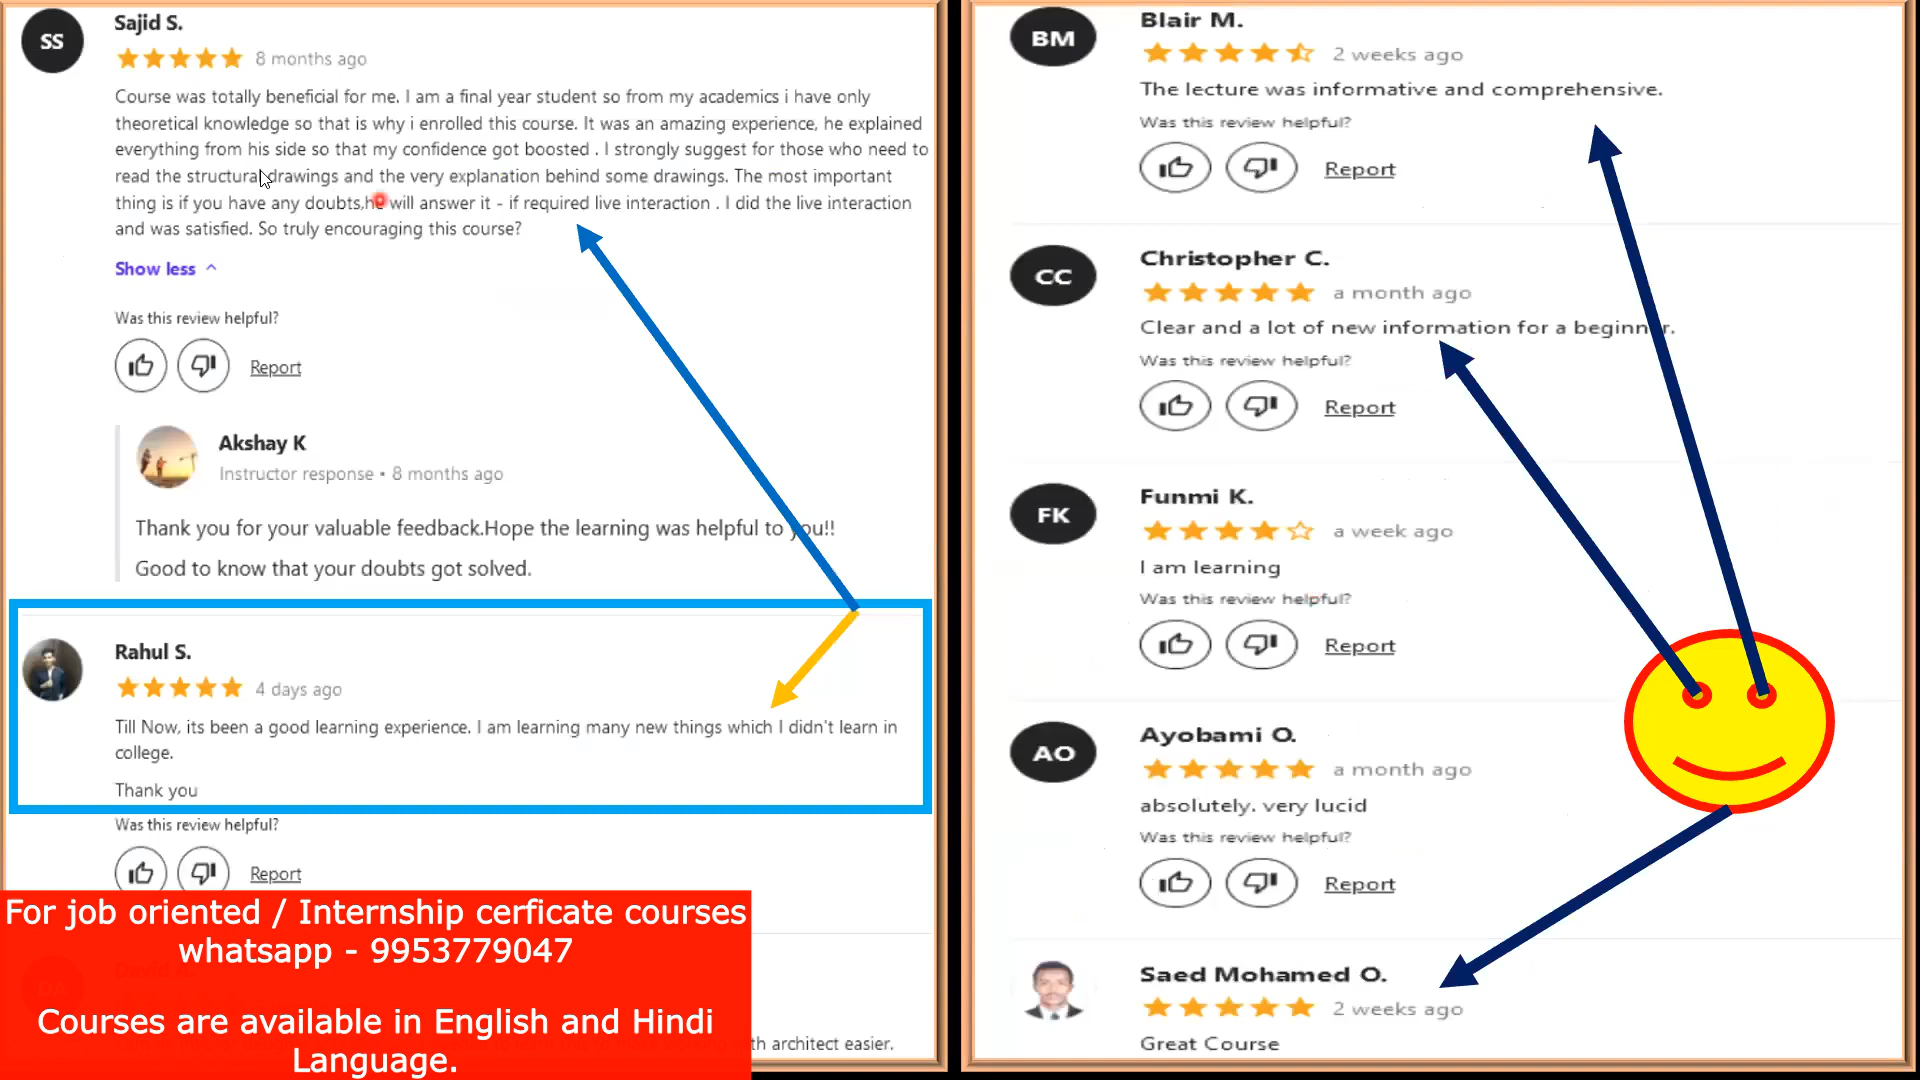 SS
Sajid S.
8 months ago
Course was totally beneficial for me. I am a final year student so from my academics i have only
theoretical knowledge so that is why i enrolled this course. It was an amazing experience, he explained
everything from his side so that my confidence got boosted . I strongly suggest for those who need to
read the structural drawings and the very explanation behind some drawings. The most important
thing is if you have any doubts,he will answer it - if required live interaction . I did the live interaction
and was satisfied. So truly encouraging this course?
Show less
Was this review helpful?
Report
Akshay K
Instructor response • 8 months ago
Thank you for your valuable feedback.Hope the learning was helpful to you!!
Good to know that your doubts got solved.
Rahul S.
4 days ago
Till Now, its been a good learning experience. I am learning many new things which I didn't learn in
college.
Thank you
Was this review helpful?
Report
For job oriented / Internship cerficate courses
whatsapp - 9953779047
Courses are available in English and Hindi
Language.
th architect easier.
BM
Blair M.
2 weeks ago
The lecture was informative and comprehensive.
Was this review helpful?
Report
CC
Christopher C.
a month ago
Clear and a lot of new information for a beginner.
Was this review helpful?
Report
FK
Funmi K.
a week ago
I am learning
Was this review helpful?
Report
AO
Ayobami O.
a month ago
absolutely. very lucid
Was this review helpful?
Report
Saed Mohamed O.
2 weeks ago
Great Course